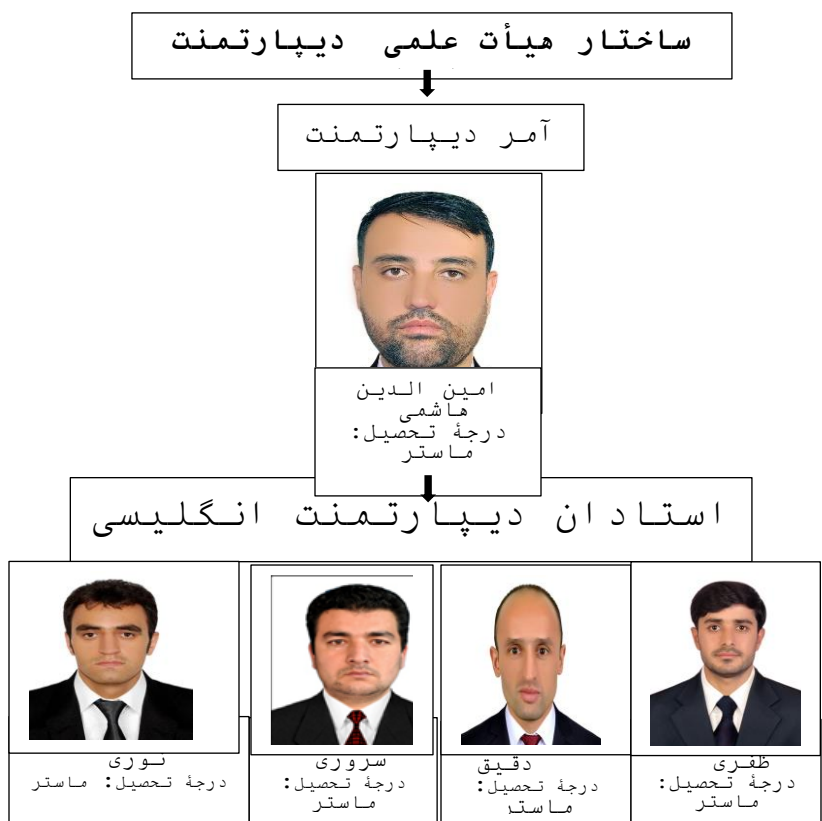 ساختار هیأت علمی دیپارتمنت
آمر دیپارتمنت
امین الدین
هاشمی
درجۀ تحصیل:
ماستر
استادان دیپارتمنت انگلیسی
ظفری
درجۀ تحصیل:
ماستر
دقیق
درجۀ تحصیل:
ماستر
سروری
درجۀ تحصیل:
ماستر
نوری
درجۀ تحصیل: ماستر